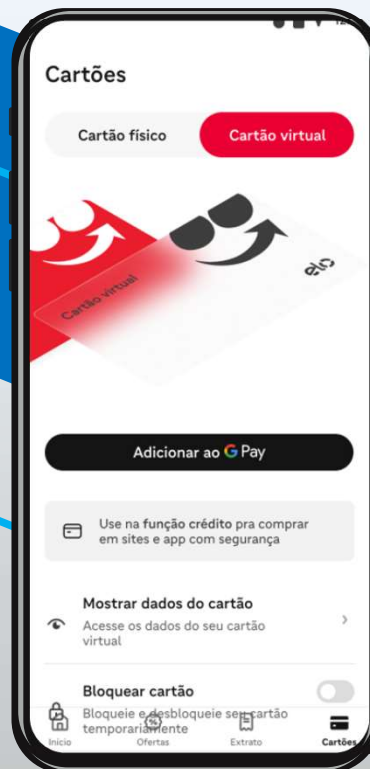 Cartões
Cartão físico
Cartão virtual
Cartão virtual
elo
Adicionar ao G Pay
Use na função crédito pra comprar
em sites e app com segurança
Mostrar dados do cartão
Acesse os dados do seu cartão
virtual
Bloquear cartão
Bloqueie e desbloqueie seu cartão
temporariamente
Início
Ofertas
Extrato
Cartões